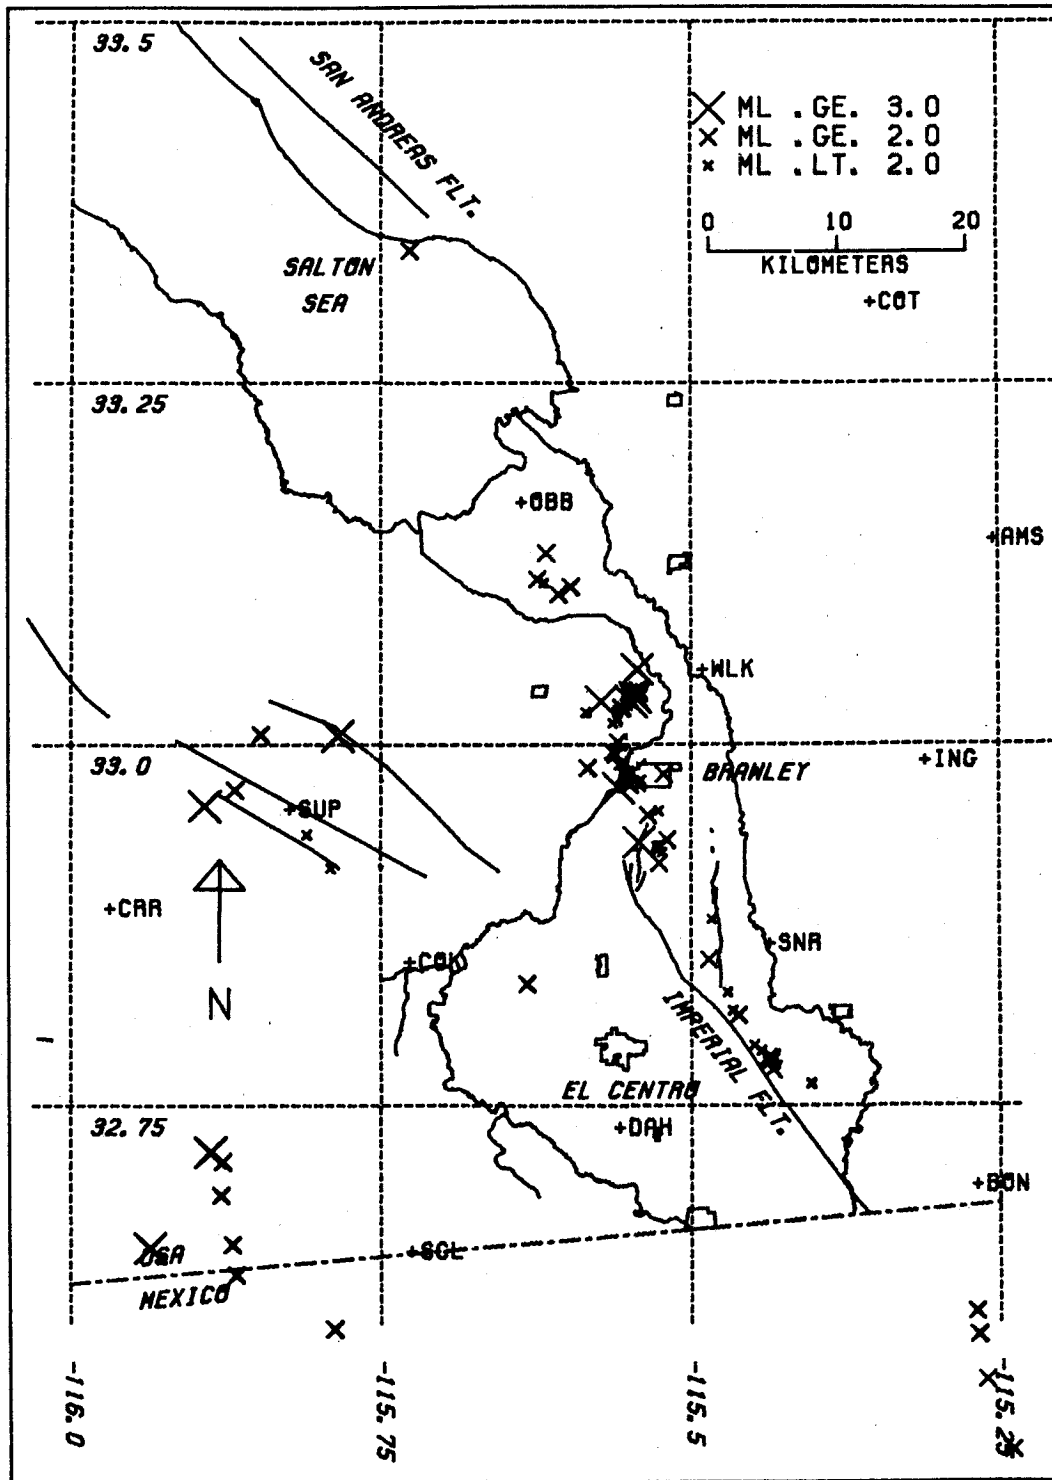 33.5
SAN ANDREAS FLT.
ML .GE. 3.0
ML .GE. 2.0
ML .LT. 2.0
0 10 20
KILOMETERS
SALTON
SEA
+COT
33.25
+OBB
+AMS
+WLK
33.0
BRAWLEY
+ING
+SUP
+CRR
+SNR
N
IMPERIAL FLT.
EL CENTRO
32.75
+DAH
+BON
USA
+SGL
MEXICO
-116.0
-115.75
-115.5
-115.25